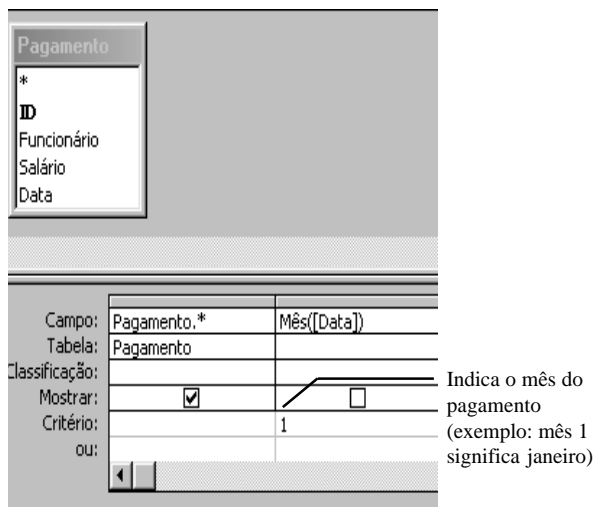 Pagamento
*
ID
Funcionário
Salário
Data
Campo: Pagamento.* Mês([Data])
Tabela: Pagamento
Classificação:
Mostrar:
Critério: 1
ou:
Indica o mês do
pagamento
(exemplo: mês 1
significa janeiro)